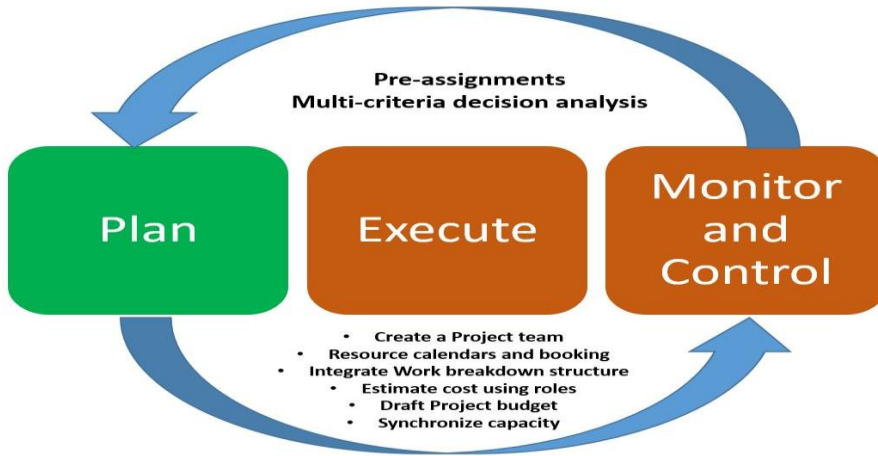 Pre-assignments
Multi-criteria decision analysis
Plan
Execute
Monitor
and
Control
• Create a Project team
• Resource calendars and booking
• Integrate Work breakdown structure
• Estimate cost using roles
• Draft Project budget
• Synchronize capacity